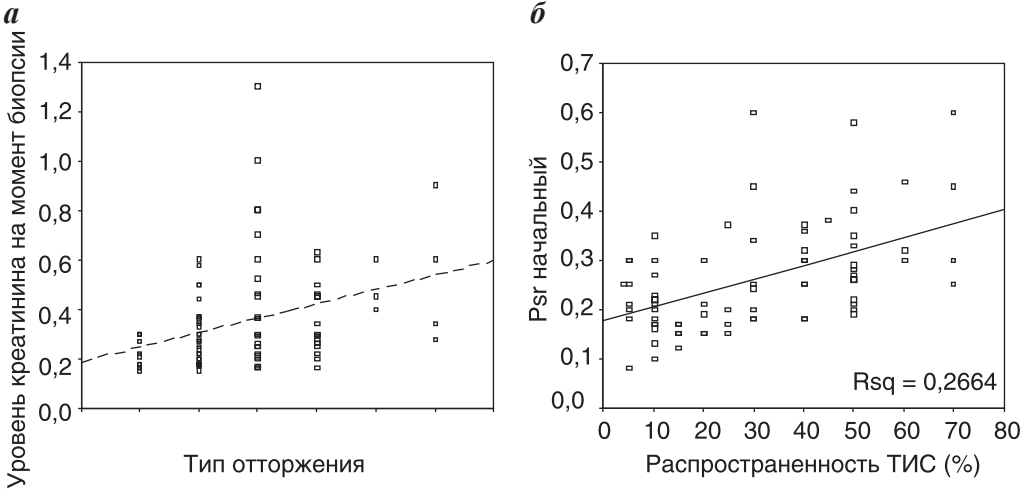 а
Уровень креатинина на момент биопсии
1,4
1,2
1,0
0,8
0,6
0,4
0,2
0,0
Тип отторжения
б
Psr начальный
0,7
0,6
0,5
0,4
0,3
0,2
0,1
0,0
Rsq = 0,2664
0 10 20 30 40 50 60 70 80
Распространенность ТИС (%)